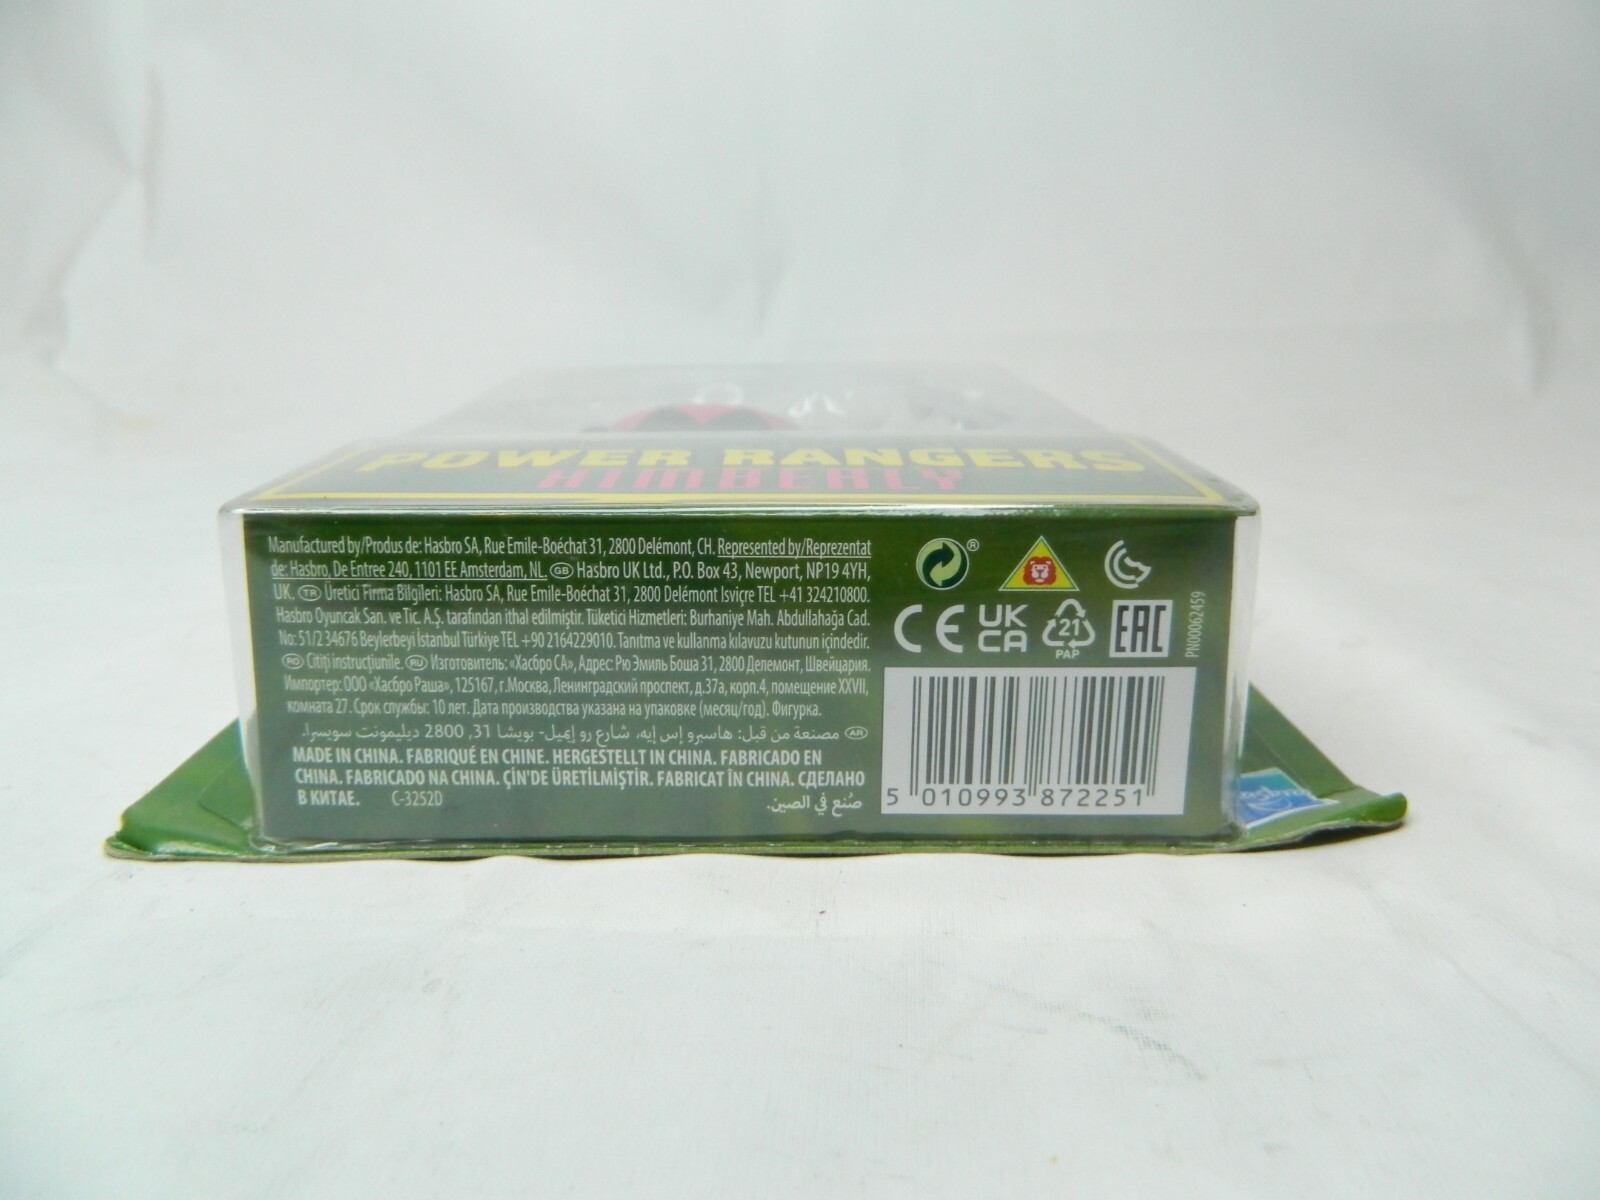 POWER RANGERS
KIMBERLY
Manufactured by/Produs de: Hasbro SA, Rue Emile-Boéchat 31, 2800 Delémont, CH. Represented by/Reprezentat
de: Hasbro, De Entree 240, 1101 EE Amsterdam, NL. GB Hasbro UK Ltd., P.O. Box 43, Newport, NP19 4YH,
UK. TR Üretici Firma Bilgileri: Hasbro SA, Rue Emile-Boéchat 31, 2800 Delémont Isviçre TEL +41 324210800.
Hasbro Oyuncak San. ve Tic. A.Ş. tarafından ithal edilmiştir. Tüketici Hizmetleri: Burhaniye Mah. Abdullahağa Cad.
No: 51/2 34676 Beylerbeyi İstanbul Türkiye TEL +90 2164229010. Tanıtma ve kullanma kılavuzu kutunun içindedir.
RO Citiți instrucțiunile. RU Изготовитель: «Хасбро СА», Адрес: Рю Эмиль Боша 31, 2800 Делемонт, Швейцария.
Импортер: ООО «Хасбро Раша», 125167, г.Москва, Ленинградский проспект, д.37а, корп.4, помещение XXVII,
комната 27. Срок службы: 10 лет. Дата производства указана на упаковке (месяц/год). Фигурка.
AR مصنعة من قبل: هاسبرو إس إيه، شارع رو إيميل- بويشا 31, 2800 ديليمونت سويسرا.
MADE IN CHINA. FABRIQUÉ EN CHINE. HERGESTELLT IN CHINA. FABRICADO EN
CHINA. FABRICADO NA CHINA. ÇİN'DE ÜRETİLMİŞTİR. FABRICAT ÎN CHINA. СДЕЛАНО
В КИТАЕ. C-3252D صُنع في الصين.
®
CE UK CA 21 PAP EAC
PN00062459
5 010993 872251